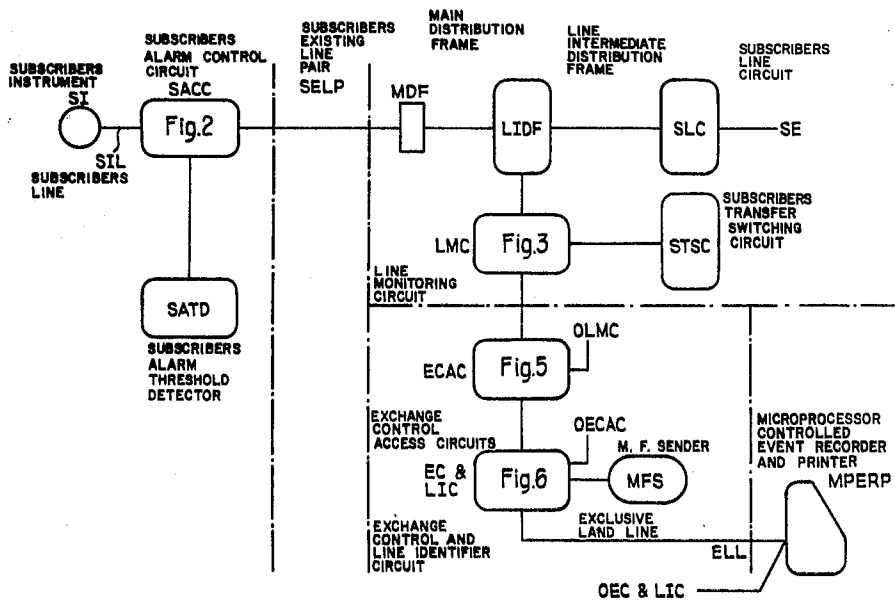 SUBSCRIBERS
INSTRUMENT
SI
SUBSCRIBERS
ALARM CONTROL
CIRCUIT
SACC
Fig.2
SIL
SUBSCRIBERS
LINE
SATD
SUBSCRIBERS
ALARM
THRESHOLD
DETECTOR
SUBSCRIBERS
EXISTING
LINE
PAIR
SELP
MAIN
DISTRIBUTION
FRAME
MDF
LIDF
LINE
INTERMEDIATE
DISTRIBUTION
FRAME
SUBSCRIBERS
LINE
CIRCUIT
SLC
SE
LMC
Fig.3
STSC
SUBSCRIBERS
TRANSFER
SWITCHING
CIRCUIT
LINE
MONITORING
CIRCUIT
OLMC
ECAC
Fig.5
EXCHANGE
CONTROL
ACCESS CIRCUITS
OECAC
EC &
LIC
Fig.6
M. F. SENDER
MFS
EXCHANGE
CONTROL AND
LINE IDENTIFIER
CIRCUIT
EXCLUSIVE
LAND LINE
ELL
MICROPROCESSOR
CONTROLLED
EVENT RECORDER
AND PRINTER
MPERP
OEC & LIC